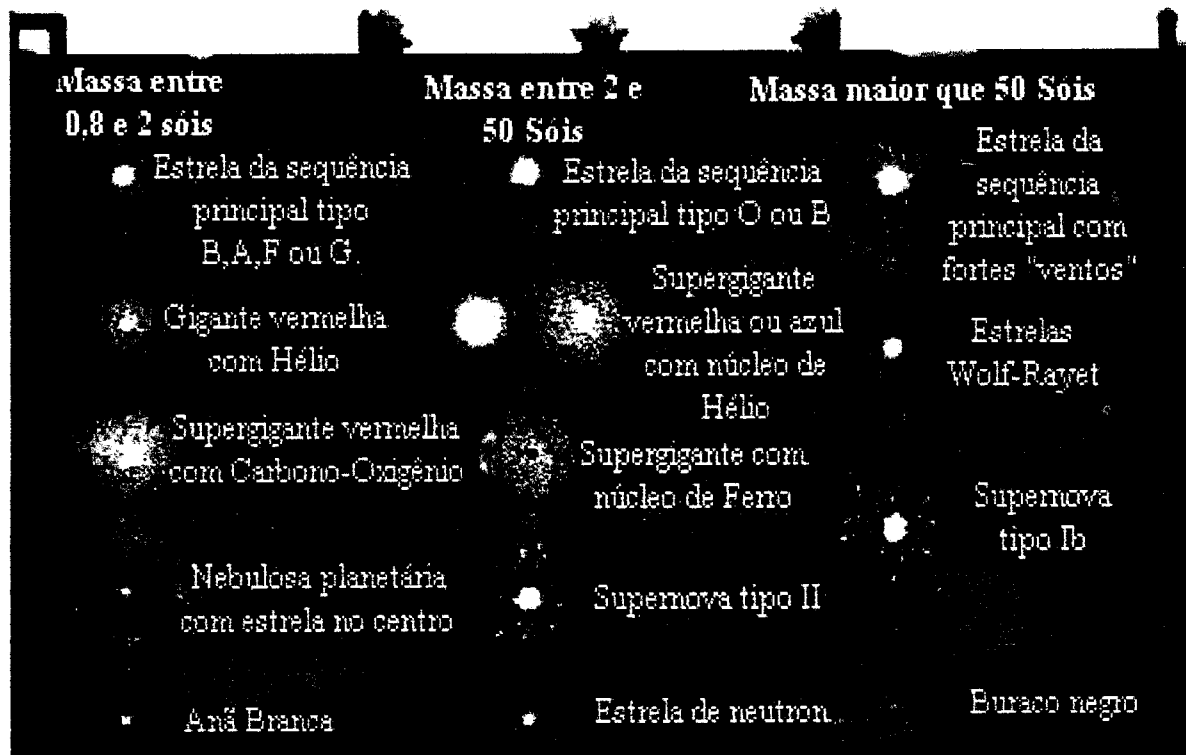 Massa entre
0,8 e 2 sóis
Estrela da sequência
principal tipo
B,A,F ou G.
Gigante vermelha
com Hélio
Supergigante vermelha
com Carbono-Oxigênio
Nebulosa planetária
com estrela no centro
Anã Branca
Massa entre 2 e
50 Sóis
Estrela da sequência
principal tipo O ou B
Supergigante
vermelha ou azul
com núcleo de
Hélio
Supergigante com
núcleo de Ferro
Supernova tipo II
Estrela de neutron
Massa maior que 50 Sóis
Estrela da
sequência
principal com
fortes "ventos"
Estrelas
Wolf-Rayet
Supernova
tipo Ib
Buraco negro